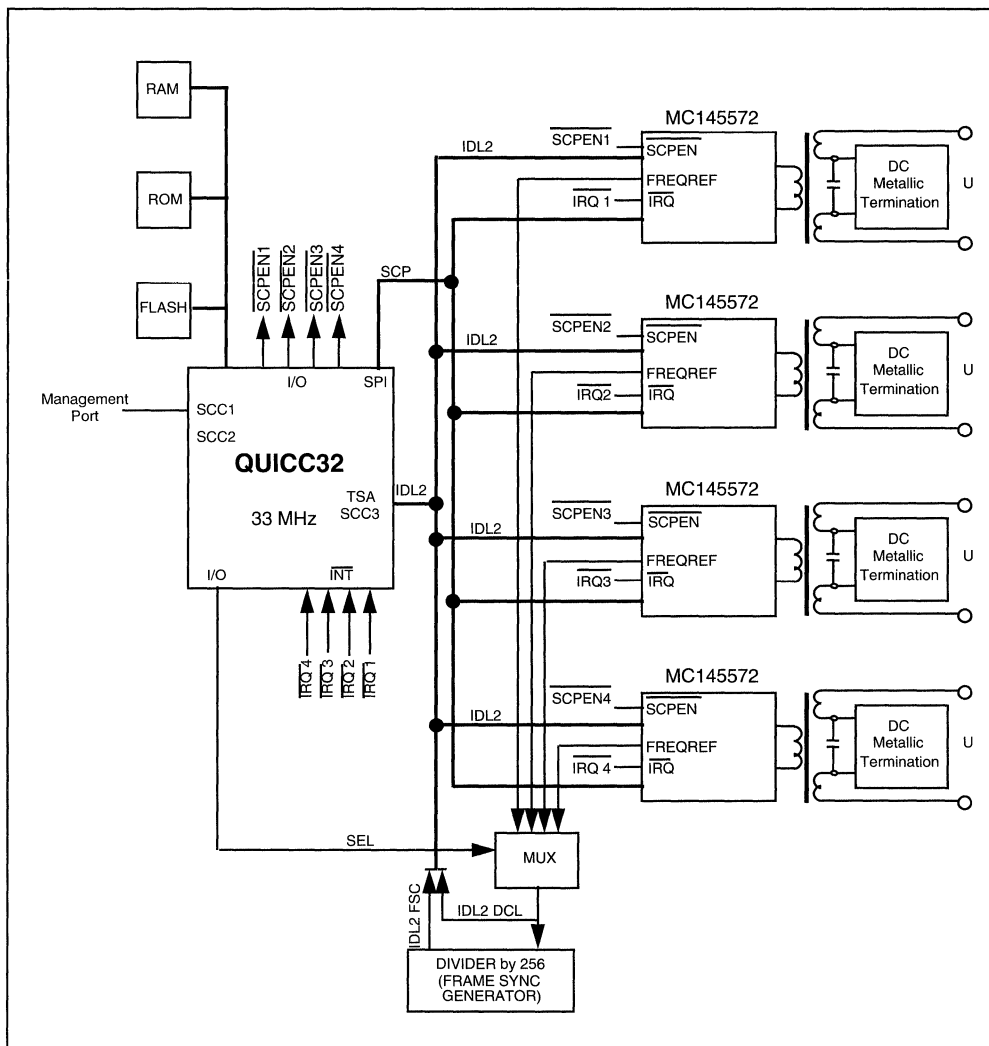 RAM
ROM
FLASH
SCPEN1
SCPEN2
SCPEN3
SCPEN4
SCP
I/O
SPI
Management
Port
SCC1
SCC2
QUICC32
33 MHz
TSA
SCC3
IDL2
I/O
INT
IRQ 4
IRQ 3
IRQ 2
IRQ 1
MC145572
IDL2
SCPEN1
SCPEN
FREQREF
IRQ 1
IRQ
DC
Metallic
Termination
U
MC145572
IDL2
SCPEN2
SCPEN
FREQREF
IRQ2
IRQ
DC
Metallic
Termination
U
MC145572
SCPEN3
SCPEN
IDL2
FREQREF
IRQ3
IRQ
DC
Metallic
Termination
U
MC145572
SCPEN4
SCPEN
IDL2
FREQREF
IRQ 4
IRQ
DC
Metallic
Termination
U
SEL
MUX
IDL2 FSC
IDL2 DCL
DIVIDER by 256
(FRAME SYNC
GENERATOR)